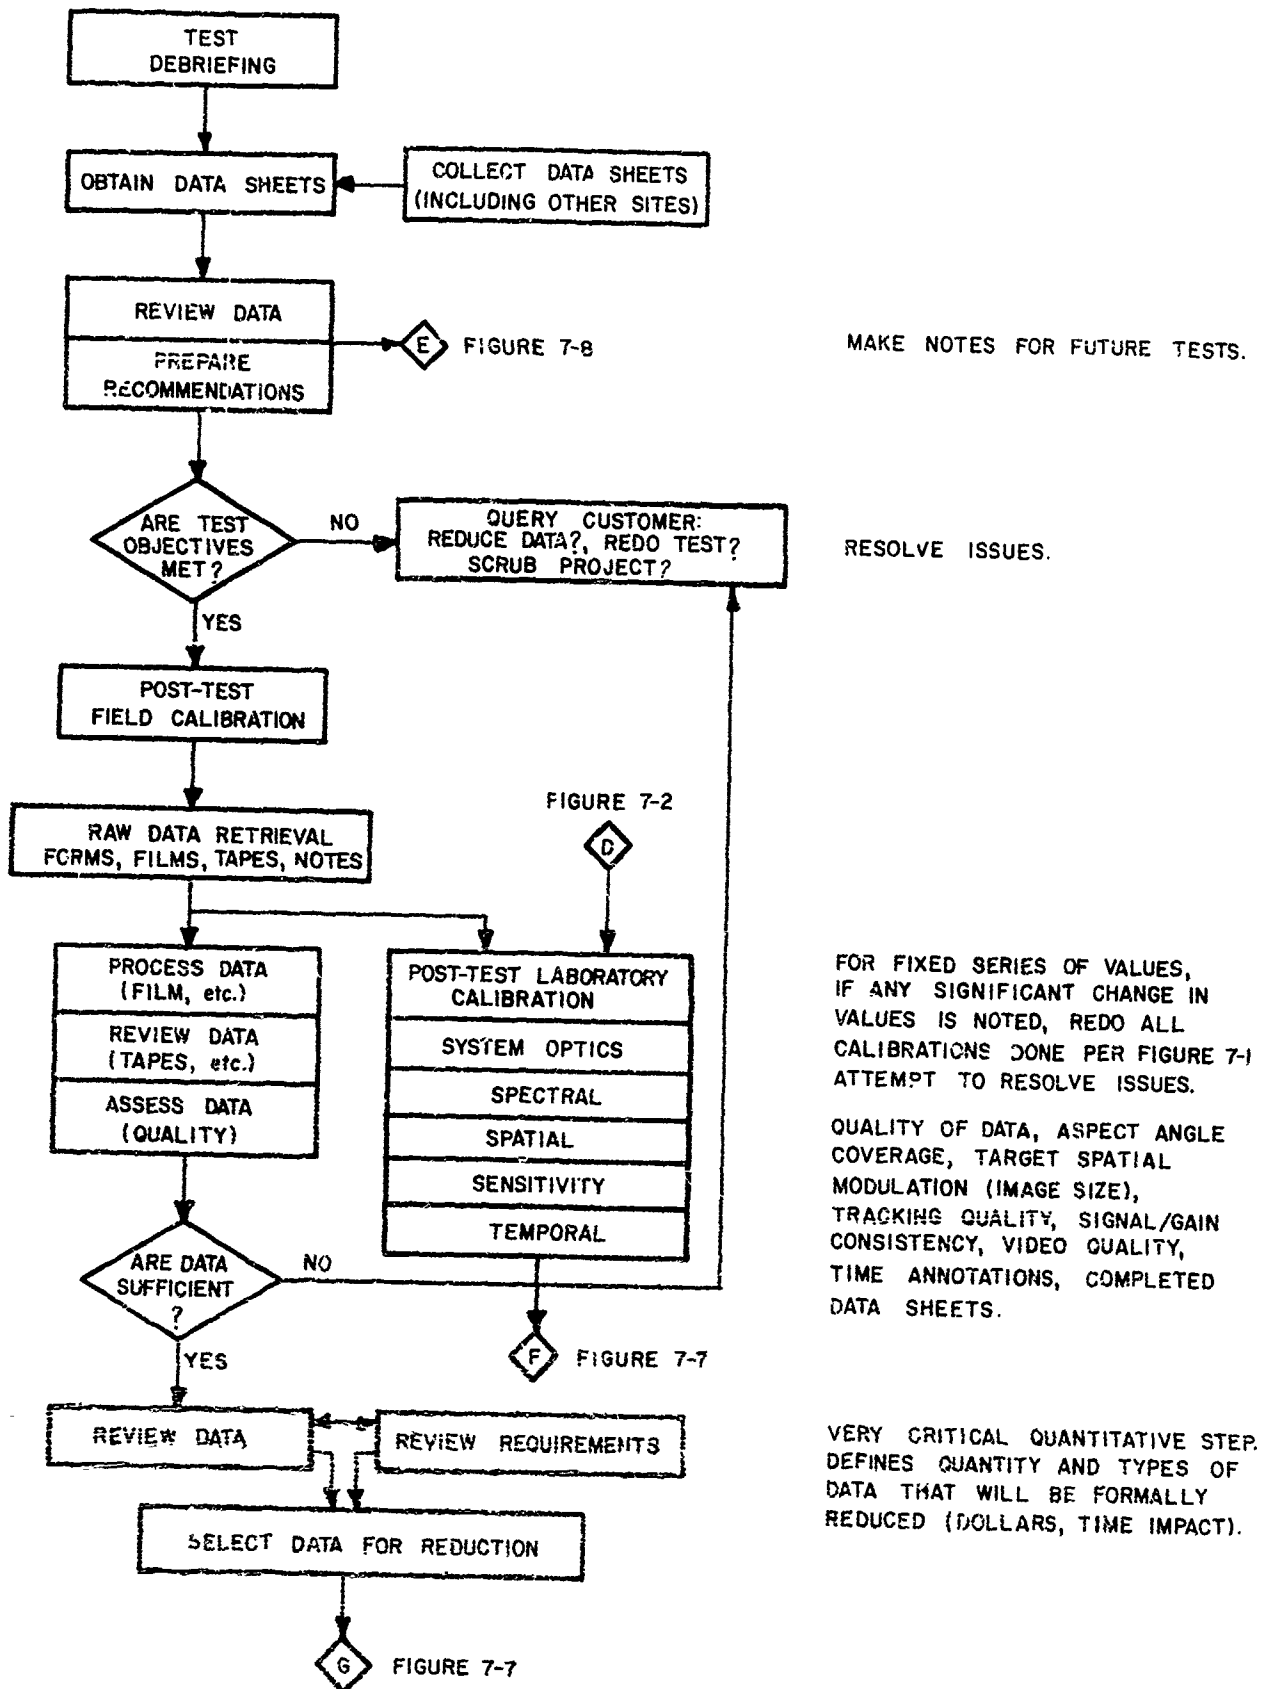 TEST
DEBRIEFING
OBTAIN DATA SHEETS
COLLECT DATA SHEETS
(INCLUDING OTHER SITES)
REVIEW DATA
PREPARE
RECOMMENDATIONS
E
FIGURE 7-8
MAKE NOTES FOR FUTURE TESTS.
ARE TEST
OBJECTIVES
MET?
NO
QUERY CUSTOMER:
REDUCE DATA?, REDO TEST?
SCRUB PROJECT?
RESOLVE ISSUES.
YES
POST-TEST
FIELD CALIBRATION
RAW DATA RETRIEVAL
FORMS, FILMS, TAPES, NOTES
FIGURE 7-2
D
PROCESS DATA
(FILM, etc.)
REVIEW DATA
(TAPES, etc.)
ASSESS DATA
(QUALITY)
POST-TEST LABORATORY
CALIBRATION
SYSTEM OPTICS
SPECTRAL
SPATIAL
SENSITIVITY
TEMPORAL
FOR FIXED SERIES OF VALUES,
IF ANY SIGNIFICANT CHANGE IN
VALUES IS NOTED, REDO ALL
CALIBRATIONS DONE PER FIGURE 7-1
ATTEMPT TO RESOLVE ISSUES.
QUALITY OF DATA, ASPECT ANGLE
COVERAGE, TARGET SPATIAL
MODULATION (IMAGE SIZE),
TRACKING QUALITY, SIGNAL/GAIN
CONSISTENCY, VIDEO QUALITY,
TIME ANNOTATIONS, COMPLETED
DATA SHEETS.
ARE DATA
SUFFICIENT
?
NO
YES
F
FIGURE 7-7
REVIEW DATA
REVIEW REQUIREMENTS
VERY CRITICAL QUANTITATIVE STEP.
DEFINES QUANTITY AND TYPES OF
DATA THAT WILL BE FORMALLY
REDUCED (DOLLARS, TIME IMPACT).
SELECT DATA FOR REDUCTION
G
FIGURE 7-7